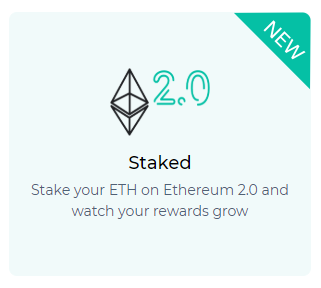 NEW
2.0
Staked
Stake your ETH on Ethereum 2.0 and
watch your rewards grow